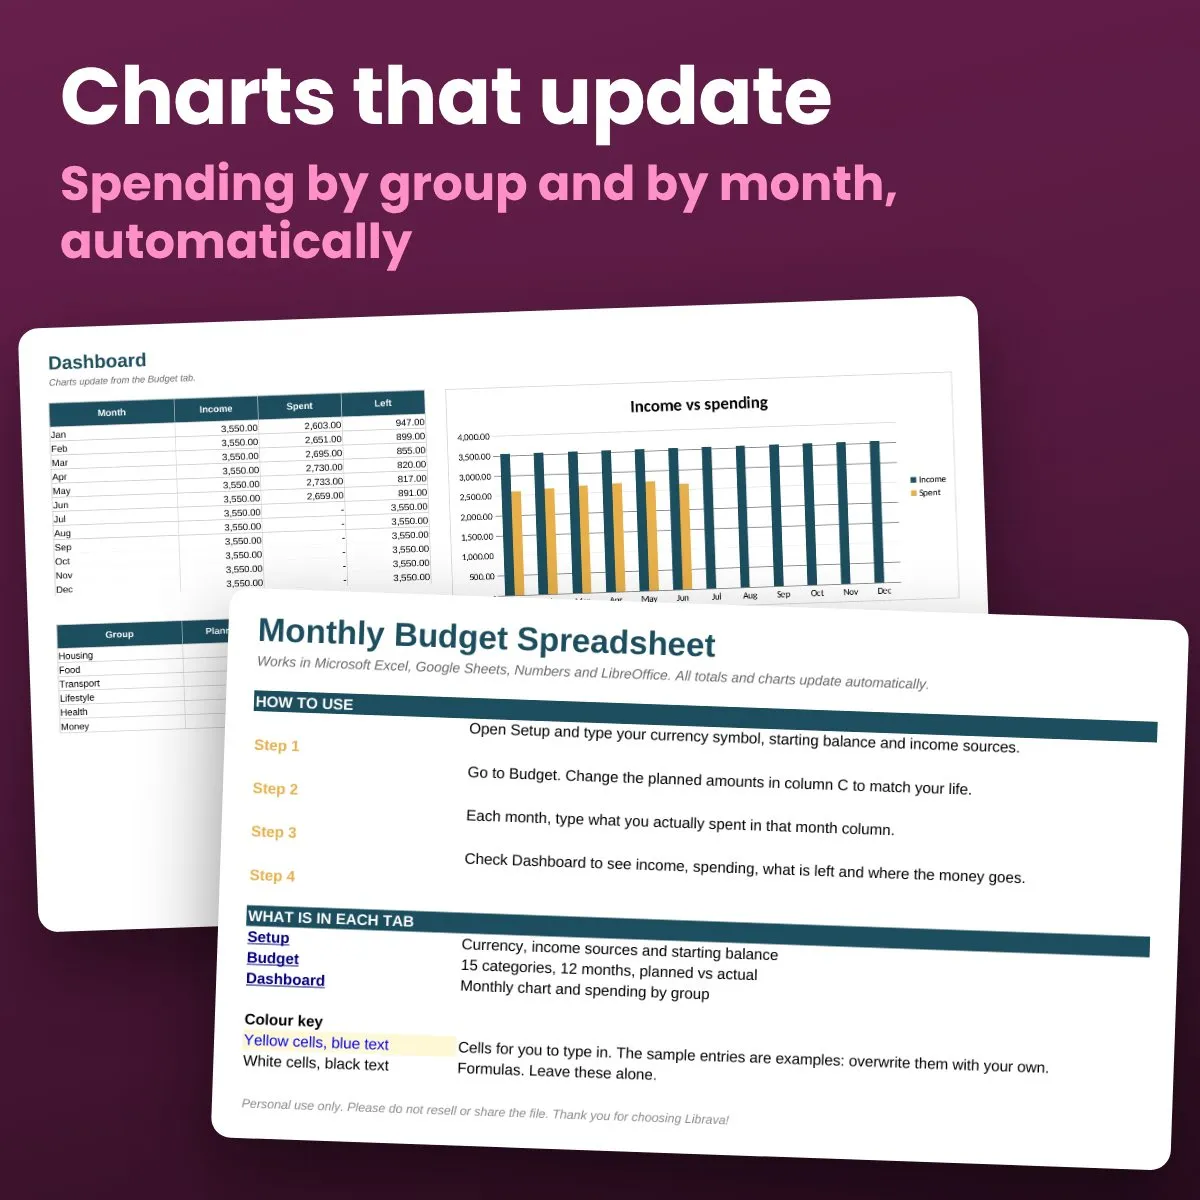 Charts that update
Spending by group and by month,
automatically
Dashboard
Charts update from the Budget tab.
Month Income Spent Left
Jan 3,550.00 2,603.00 947.00
Feb 3,550.00 2,651.00 899.00
Mar 3,550.00 2,695.00 855.00
Apr 3,550.00 2,730.00 820.00
May 3,550.00 2,733.00 817.00
Jun 3,550.00 2,659.00 891.00
Jul 3,550.00 - 3,550.00
Aug 3,550.00 - 3,550.00
Sep 3,550.00 - 3,550.00
Oct 3,550.00 - 3,550.00
Nov 3,550.00 - 3,550.00
Dec 3,550.00 - 3,550.00
Income vs spending
4,000.00
3,500.00
3,000.00
2,500.00
2,000.00
1,500.00
1,000.00
500.00
Apr May Jun Jul Aug Sep Oct Nov Dec
Income
Spent
Group
Housing
Food
Transport
Lifestyle
Health
Money
Monthly Budget Spreadsheet
Works in Microsoft Excel, Google Sheets, Numbers and LibreOffice. All totals and charts update automatically.
HOW TO USE
Step 1 Open Setup and type your currency symbol, starting balance and income sources.
Step 2 Go to Budget. Change the planned amounts in column C to match your life.
Step 3 Each month, type what you actually spent in that month column.
Step 4 Check Dashboard to see income, spending, what is left and where the money goes.
WHAT IS IN EACH TAB
Setup Currency, income sources and starting balance
Budget 15 categories, 12 months, planned vs actual
Dashboard Monthly chart and spending by group
Colour key
Yellow cells, blue text Cells for you to type in. The sample entries are examples: overwrite them with your own.
White cells, black text Formulas. Leave these alone.
Personal use only. Please do not resell or share the file. Thank you for choosing Librava!